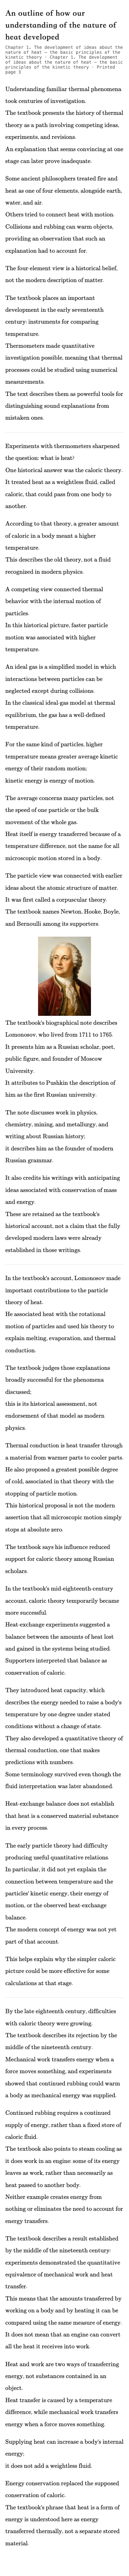 An outline of how our
understanding of the nature of
heat developed
Chapter 1. The development of ideas about the
nature of heat — the basic principles of the
kinetic theory · Chapter 1. The development
of ideas about the nature of heat — the basic
principles of the kinetic theory · Printed
page 3
Understanding familiar thermal phenomena
took centuries of investigation.
The textbook presents the history of thermal
theory as a path involving competing ideas,
experiments, and revisions.
An explanation that seems convincing at one
stage can later prove inadequate.
Some ancient philosophers treated fire and
heat as one of four elements, alongside earth,
water, and air.
Others tried to connect heat with motion.
Collisions and rubbing can warm objects,
providing an observation that such an
explanation had to account for.
The four-element view is a historical belief,
not the modern description of matter.
The textbook places an important
development in the early seventeenth
century: instruments for comparing
temperature.
Thermometers made quantitative
investigation possible, meaning that thermal
processes could be studied using numerical
measurements.
The text describes them as powerful tools for
distinguishing sound explanations from
mistaken ones.
Experiments with thermometers sharpened
the question: what is heat?
One historical answer was the caloric theory.
It treated heat as a weightless fluid, called
caloric, that could pass from one body to
another.
According to that theory, a greater amount
of caloric in a body meant a higher
temperature.
This describes the old theory, not a fluid
recognized in modern physics.
A competing view connected thermal
behavior with the internal motion of
particles.
In this historical picture, faster particle
motion was associated with higher
temperature.
An ideal gas is a simplified model in which
interactions between particles can be
neglected except during collisions.
In the classical ideal-gas model at thermal
equilibrium, the gas has a well-defined
temperature.
For the same kind of particles, higher
temperature means greater average kinetic
energy of their random motion;
kinetic energy is energy of motion.
The average concerns many particles, not
the speed of one particle or the bulk
movement of the whole gas.
Heat itself is energy transferred because of a
temperature difference, not the name for all
microscopic motion stored in a body.
The particle view was connected with earlier
ideas about the atomic structure of matter.
It was first called a corpuscular theory.
The textbook names Newton, Hooke, Boyle,
and Bernoulli among its supporters.
The textbook's biographical note describes
Lomonosov, who lived from 1711 to 1765.
It presents him as a Russian scholar, poet,
public figure, and founder of Moscow
University.
It attributes to Pushkin the description of
him as the first Russian university.
The note discusses work in physics,
chemistry, mining, and metallurgy, and
writing about Russian history;
it describes him as the founder of modern
Russian grammar.
It also credits his writings with anticipating
ideas associated with conservation of mass
and energy.
These are retained as the textbook's
historical account, not a claim that the fully
developed modern laws were already
established in those writings.
In the textbook's account, Lomonosov made
important contributions to the particle
theory of heat.
He associated heat with the rotational
motion of particles and used his theory to
explain melting, evaporation, and thermal
conduction.
The textbook judges those explanations
broadly successful for the phenomena
discussed;
this is its historical assessment, not
endorsement of that model as modern
physics.
Thermal conduction is heat transfer through
a material from warmer parts to cooler parts.
He also proposed a greatest possible degree
of cold, associated in that theory with the
stopping of particle motion.
This historical proposal is not the modern
assertion that all microscopic motion simply
stops at absolute zero.
The textbook says his influence reduced
support for caloric theory among Russian
scholars.
In the textbook's mid-eighteenth-century
account, caloric theory temporarily became
more successful.
Heat-exchange experiments suggested a
balance between the amounts of heat lost
and gained in the systems being studied.
Supporters interpreted that balance as
conservation of caloric.
They introduced heat capacity, which
describes the energy needed to raise a body's
temperature by one degree under stated
conditions without a change of state.
They also developed a quantitative theory of
thermal conduction, one that makes
predictions with numbers.
Some terminology survived even though the
fluid interpretation was later abandoned.
Heat-exchange balance does not establish
that heat is a conserved material substance
in every process.
The early particle theory had difficulty
producing useful quantitative relations.
In particular, it did not yet explain the
connection between temperature and the
particles' kinetic energy, their energy of
motion, or the observed heat-exchange
balance.
The modern concept of energy was not yet
part of that account.
This helps explain why the simpler caloric
picture could be more effective for some
calculations at that stage.
By the late eighteenth century, difficulties
with caloric theory were growing.
The textbook describes its rejection by the
middle of the nineteenth century.
Mechanical work transfers energy when a
force moves something, and experiments
showed that continued rubbing could warm
a body as mechanical energy was supplied.
Continued rubbing requires a continued
supply of energy, rather than a fixed store of
caloric fluid.
The textbook also points to steam cooling as
it does work in an engine: some of its energy
leaves as work, rather than necessarily as
heat passed to another body.
Neither example creates energy from
nothing or eliminates the need to account for
energy transfers.
The textbook describes a result established
by the middle of the nineteenth century:
experiments demonstrated the quantitative
equivalence of mechanical work and heat
transfer.
This means that the amounts transferred by
working on a body and by heating it can be
compared using the same measure of energy.
It does not mean that an engine can convert
all the heat it receives into work.
Heat and work are two ways of transferring
energy, not substances contained in an
object.
Heat transfer is caused by a temperature
difference, while mechanical work transfers
energy when a force moves something.
Supplying heat can increase a body's internal
energy;
it does not add a weightless fluid.
Energy conservation replaced the supposed
conservation of caloric.
The textbook's phrase that heat is a form of
energy is understood here as energy
transferred thermally, not a separate stored
material.